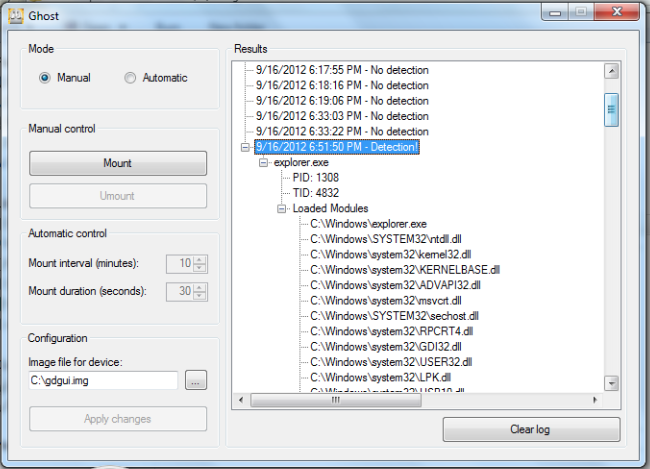 Ghost
Mode
Manual
Automatic
Manual control
Mount
Umount
Automatic control
Mount interval (minutes):
10
Mount duration (seconds):
30
Configuration
Image file for device:
C:\gdgui.img
...
Apply changes
Results
9/16/2012 6:17:55 PM - No detection
9/16/2012 6:18:16 PM - No detection
9/16/2012 6:19:06 PM - No detection
9/16/2012 6:33:03 PM - No detection
9/16/2012 6:33:22 PM - No detection
9/16/2012 6:51:50 PM - Detection!
explorer.exe
PID: 1308
TID: 4832
Loaded Modules
C:\Windows\explorer.exe
C:\Windows\SYSTEM32\ntdll.dll
C:\Windows\system32\kernel32.dll
C:\Windows\system32\KERNELBASE.dll
C:\Windows\system32\ADVAPI32.dll
C:\Windows\system32\msvcrt.dll
C:\Windows\SYSTEM32\sechost.dll
C:\Windows\system32\RPCRT4.dll
C:\Windows\system32\GDI32.dll
C:\Windows\system32\USER32.dll
C:\Windows\system32\LPK.dll
C:\Windows\system32\USP10.dll
Clear log